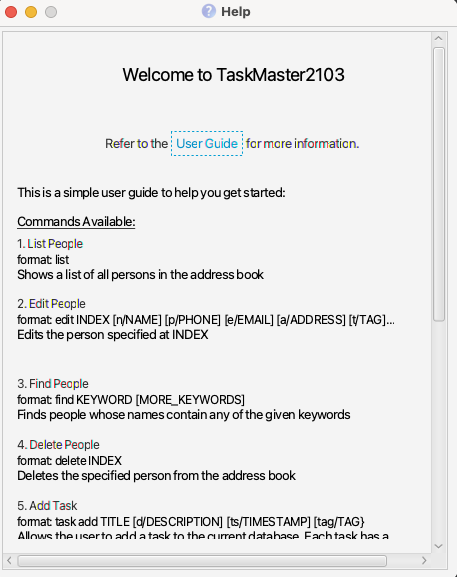 Help
Welcome to TaskMaster2103
Refer to the User Guide for more information.
This is a simple user guide to help you get started:
Commands Available:
1. List People
format: list
Shows a list of all persons in the address book
2. Edit People
format: edit INDEX [n/NAME] [p/PHONE] [e/EMAIL] [a/ADDRESS] [t/TAG]...
Edits the person specified at INDEX
3. Find People
format: find KEYWORD [MORE_KEYWORDS]
Finds people whose names contain any of the given keywords
4. Delete People
format: delete INDEX
Deletes the specified person from the address book
5. Add Task
format: task add TITLE [d/DESCRIPTION] [ts/TIMESTAMP] [tag/TAG}
Allows the user to add a task to the current database. Each task has a